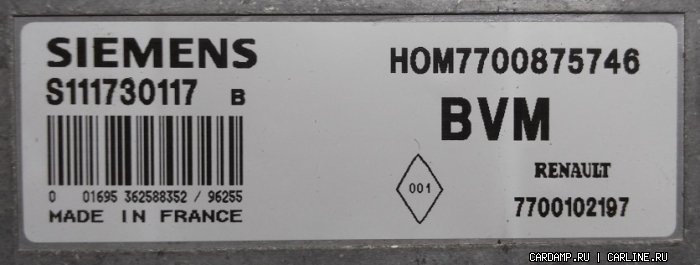 SIEMENS
S111730117 B
0 01695 362588352 / 96255
MADE IN FRANCE
HOM7700875746
BVM
001
RENAULT
7700102197
CARDAMP.RU | CARLINE.RU